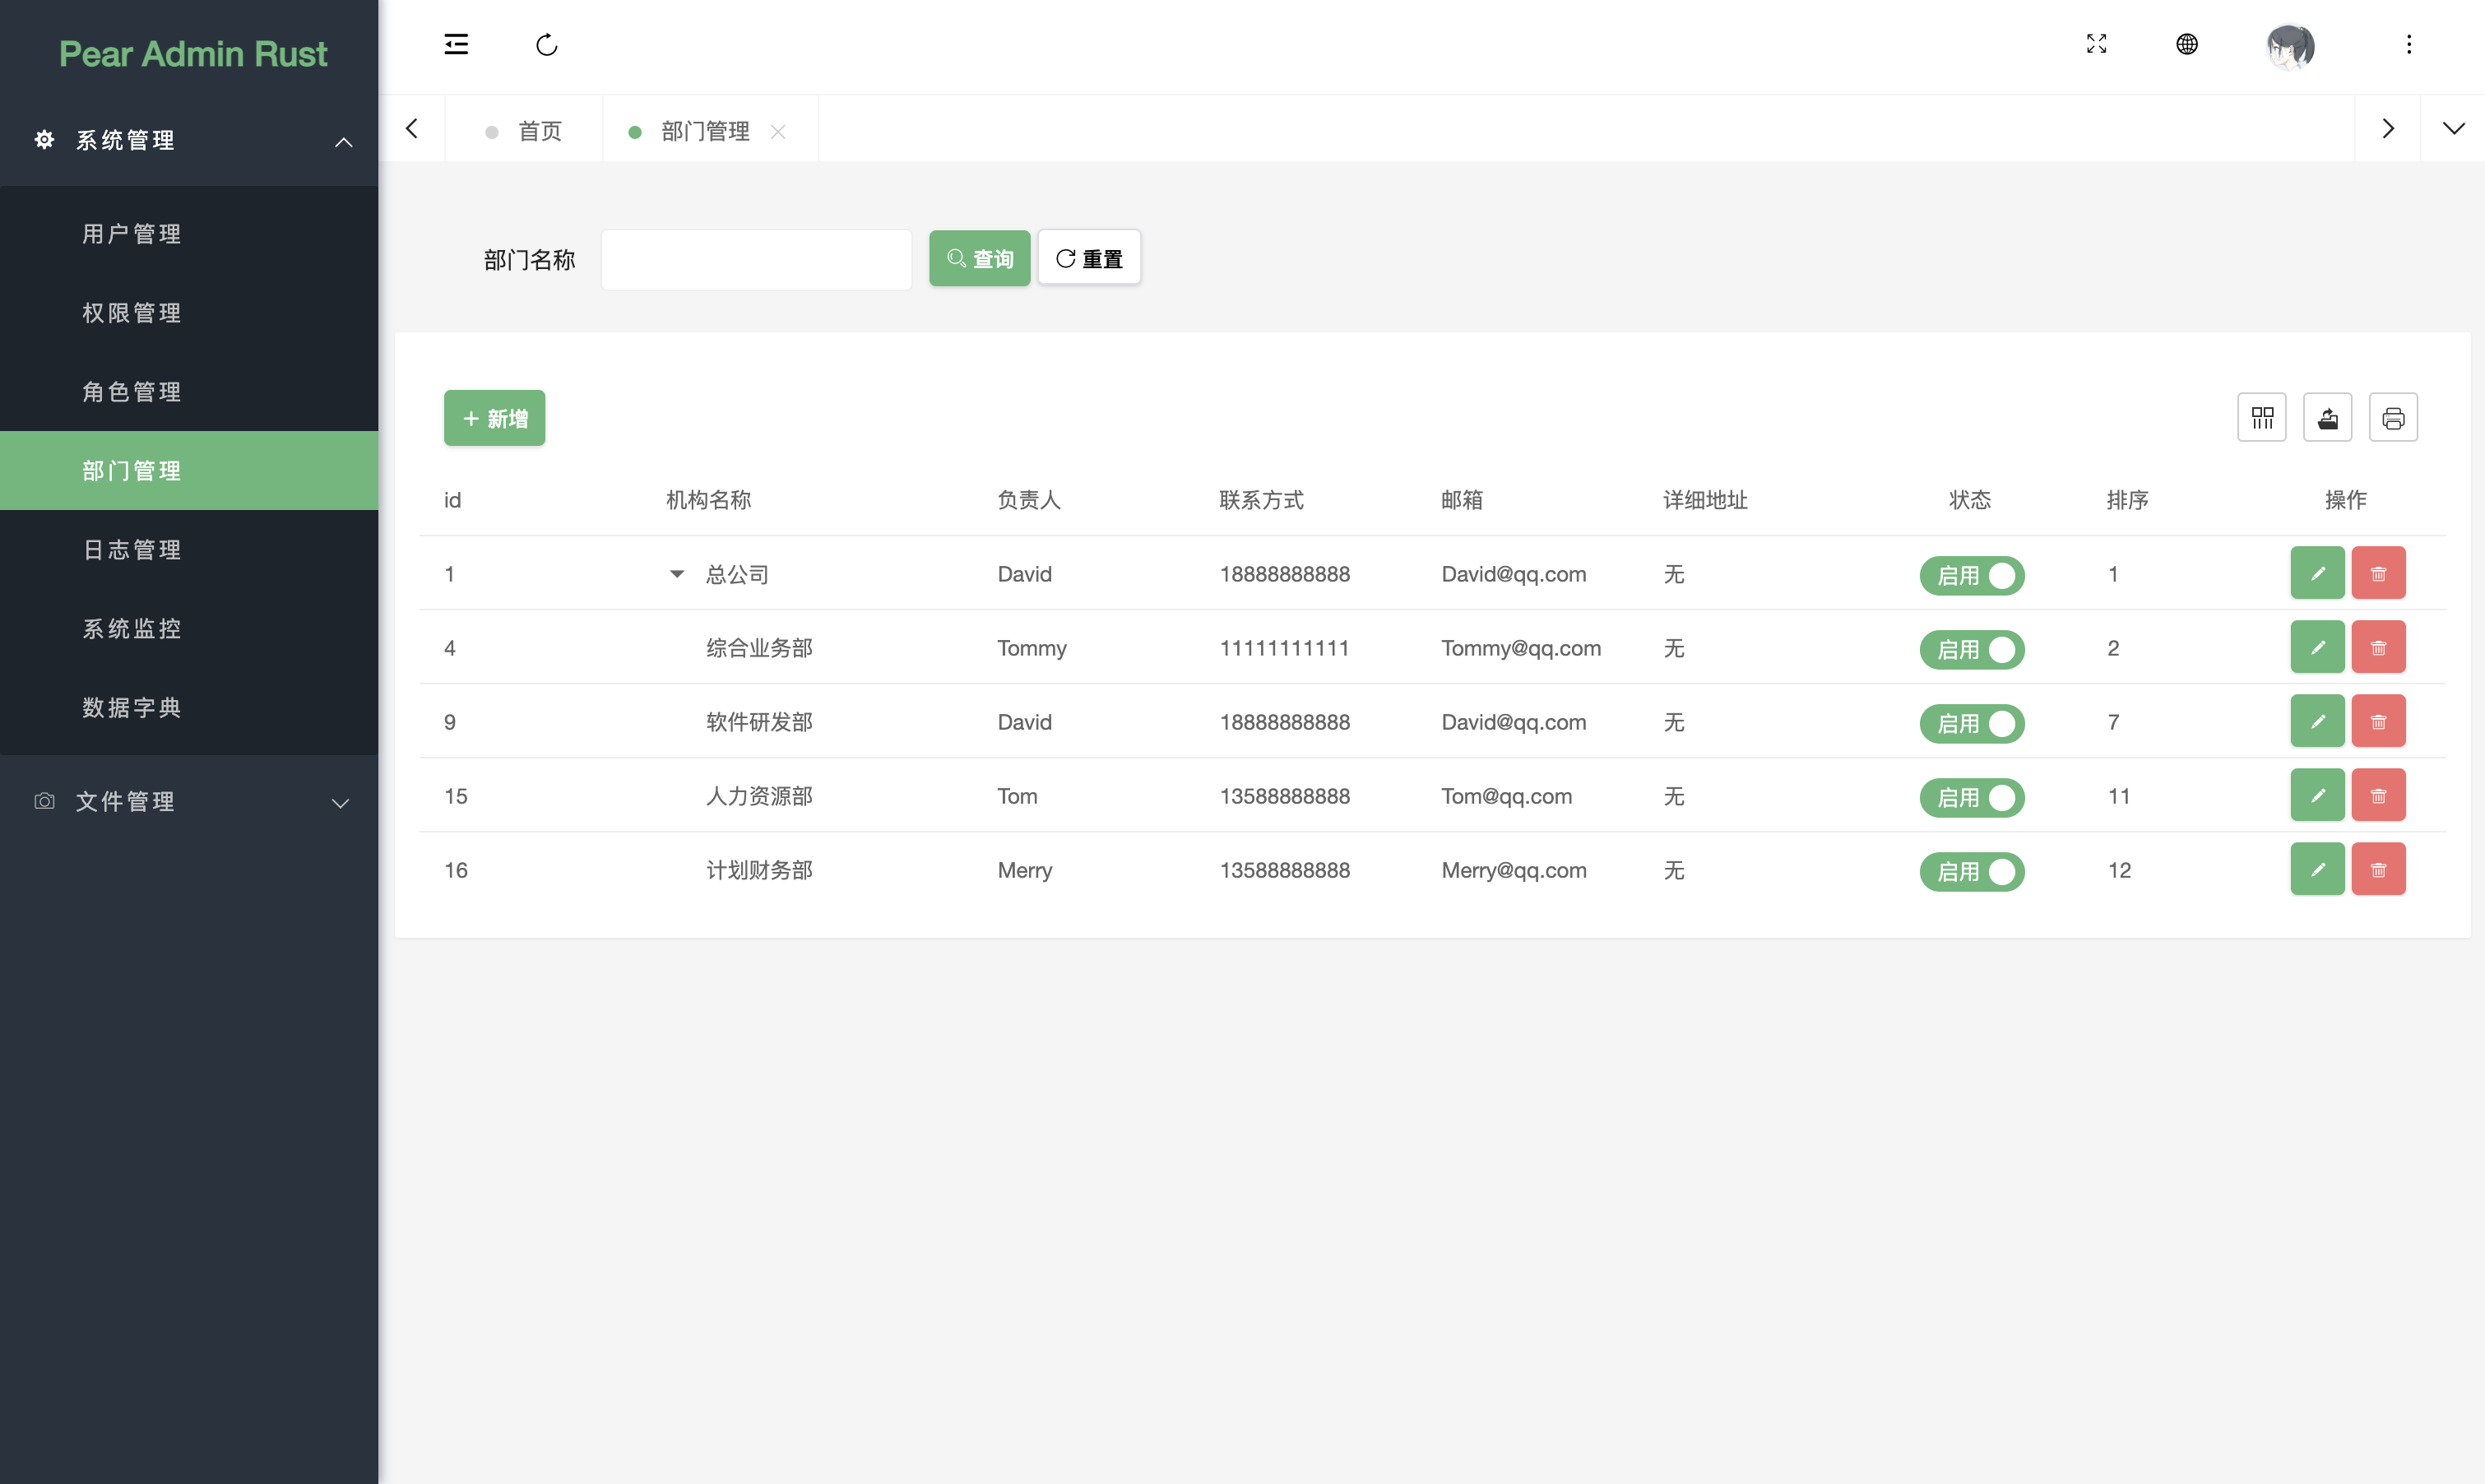 Pear Admin Rust
系统管理
用户管理
权限管理
角色管理
部门管理
日志管理
系统监控
数据字典
文件管理
首页 部门管理
部门名称 查询 重置
新增
id 机构名称 负责人 联系方式 邮箱 详细地址 状态 排序 操作
1 总公司 David 18888888888 David@qq.com 无 启用 1
4 综合业务部 Tommy 11111111111 Tommy@qq.com 无 启用 2
9 软件研发部 David 18888888888 David@qq.com 无 启用 7
15 人力资源部 Tom 13588888888 Tom@qq.com 无 启用 11
16 计划财务部 Merry 13588888888 Merry@qq.com 无 启用 12